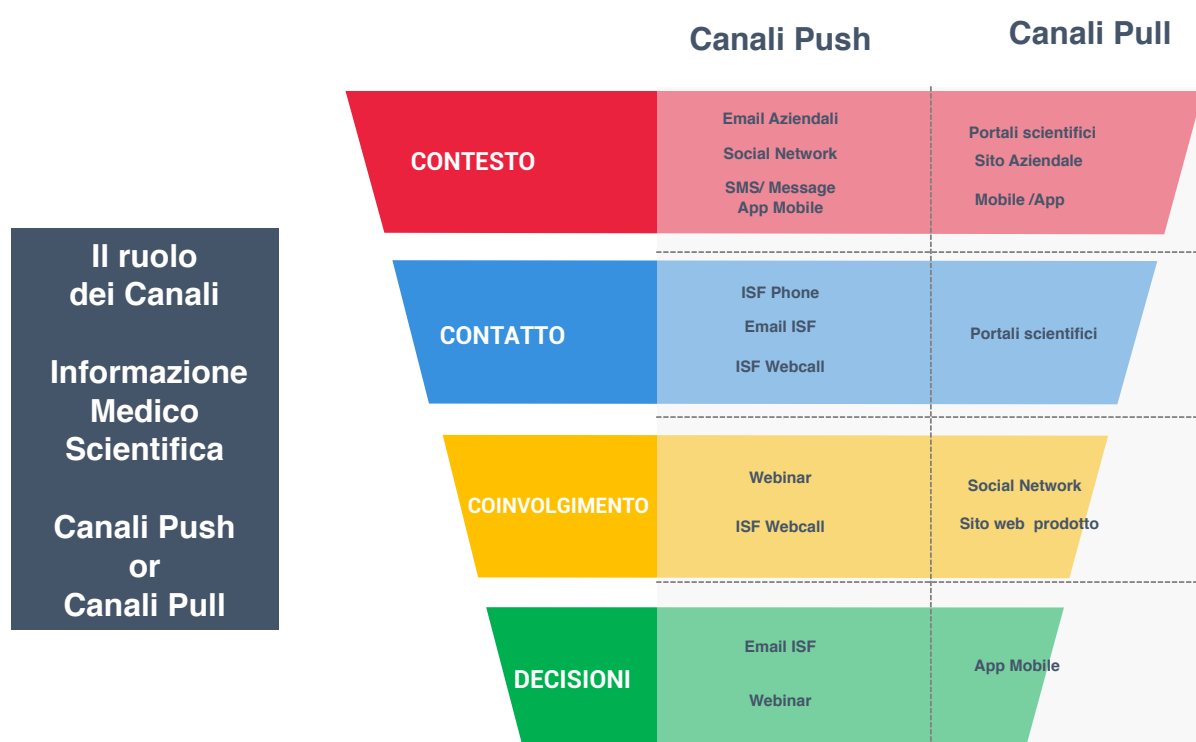 Canali Push
Canali Pull
Il ruolo
dei Canali
Informazione
Medico
Scientifica
Canali Push
or
Canali Pull
CONTESTO
Email Aziendali
Social Network
SMS/ Message
App Mobile
Portali scientifici
Sito Aziendale
Mobile /App
CONTATTO
ISF Phone
Email ISF
ISF Webcall
Portali scientifici
COINVOLGIMENTO
Webinar
ISF Webcall
Social Network
Sito web  prodotto
DECISIONI
Email ISF
Webinar
App Mobile